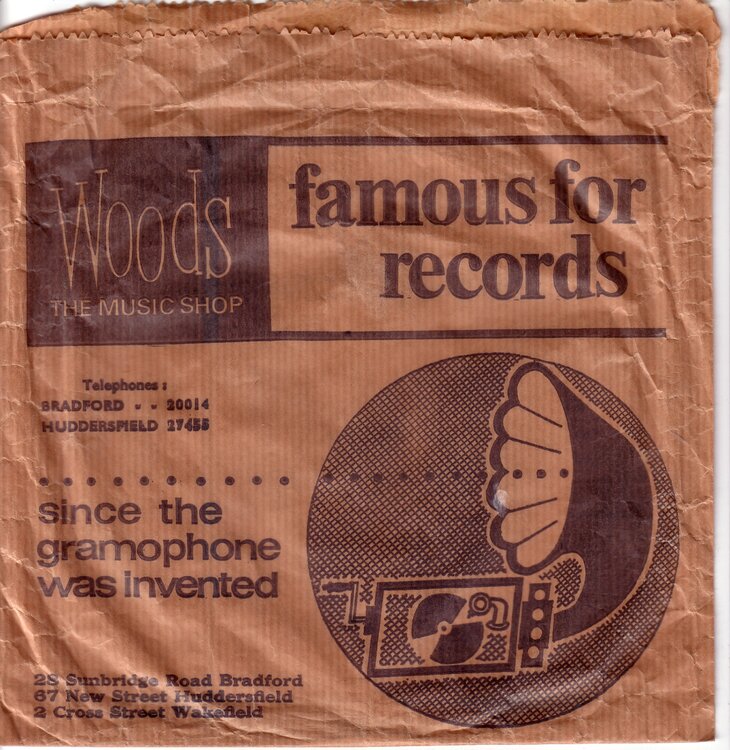 Woods
THE MUSIC SHOP
famous for
records
Telephones :
BRADFORD - - 20014
HUDDERSFIELD 27455
since the
gramophone
was invented
28 Sunbridge Road Bradford
67 New Street Huddersfield
2 Cross Street Wakefield